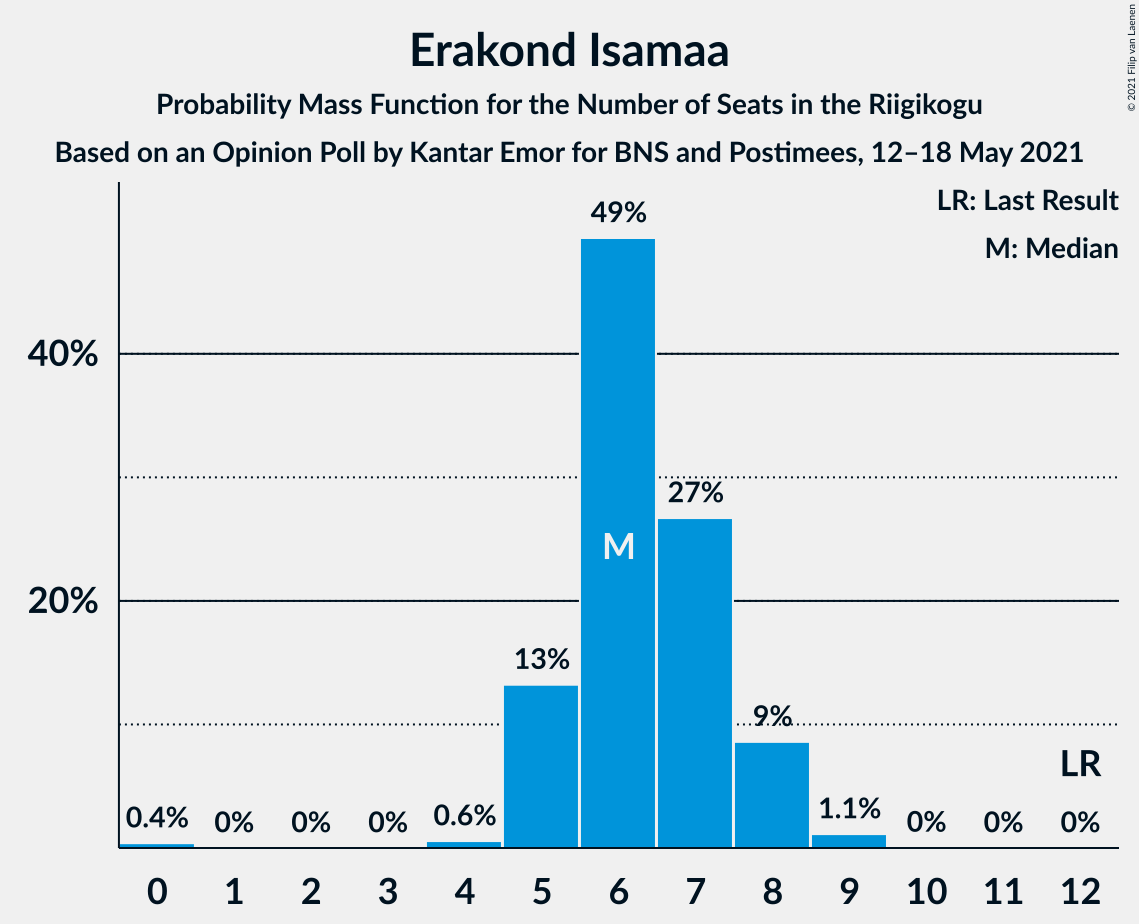 Erakond Isamaa
Probability Mass Function for the Number of Seats in the Riigikogu
Based on an Opinion Poll by Kantar Emor for BNS and Postimees, 12–18 May 2021
© 2021 Filip van Laenen
LR: Last Result
M: Median
49%
40%
27%
M
20%
13%
9%
LR
0.4% 0% 0% 0% 0.6% 1.1% 0% 0% 0%
0 1 2 3 4 5 6 7 8 9 10 11 12